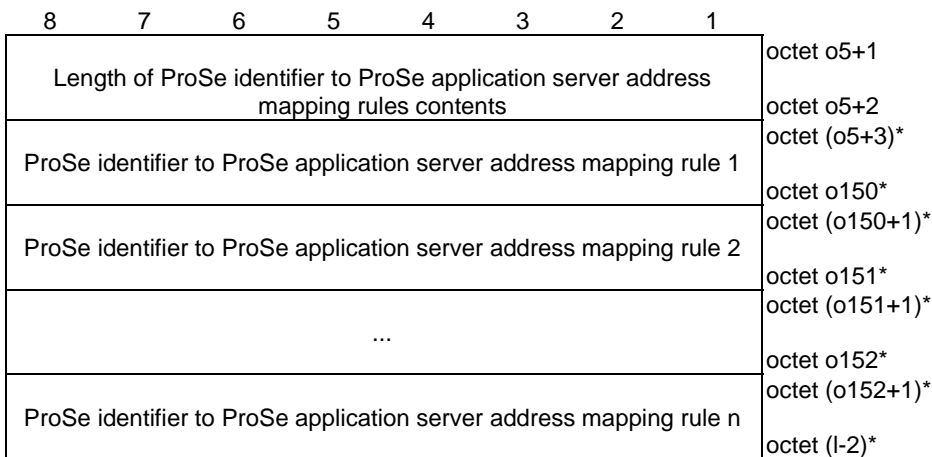 8 7 6 5 4 3 2 1
Length of ProSe identifier to ProSe application server address
mapping rules contents
octet o5+1
octet o5+2
ProSe identifier to ProSe application server address mapping rule 1
octet (o5+3)*
octet o150*
ProSe identifier to ProSe application server address mapping rule 2
octet (o150+1)*
octet o151*
...
octet (o151+1)*
octet o152*
ProSe identifier to ProSe application server address mapping rule n
octet (o152+1)*
octet (l-2)*